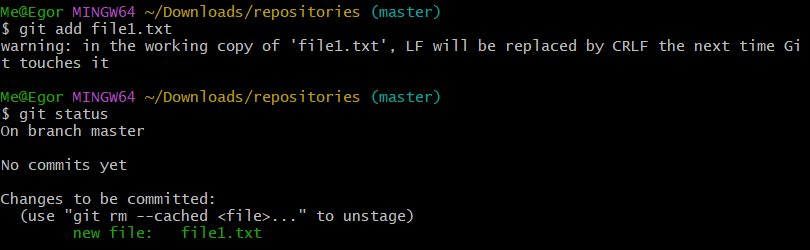 Me@Egor MINGW64 ~/Downloads/repositories (master)
$ git add file1.txt
warning: in the working copy of 'file1.txt', LF will be replaced by CRLF the next time Gi
t touches it
Me@Egor MINGW64 ~/Downloads/repositories (master)
$ git status
On branch master
No commits yet
Changes to be committed:
  (use "git rm --cached <file>..." to unstage)
        new file:   file1.txt